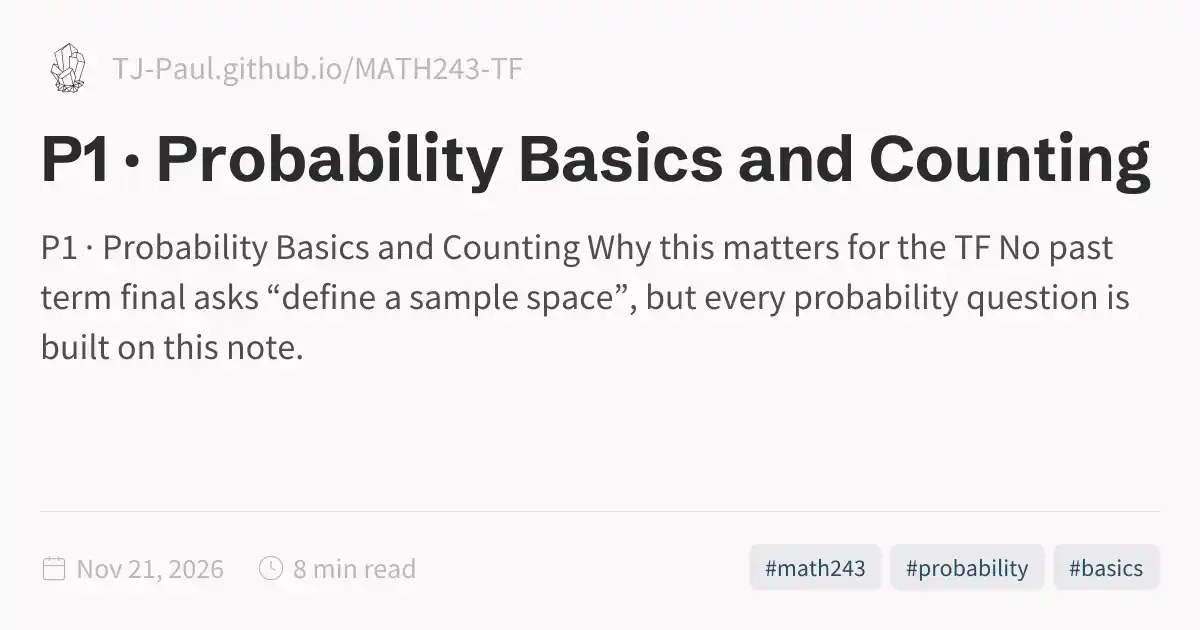 TJ-Paul.github.io/MATH243-TF
P1 · Probability Basics and Counting
P1 · Probability Basics and Counting Why this matters for the TF No past
term final asks “define a sample space”, but every probability question is
built on this note.
Nov 21, 2026 8 min read #math243 #probability #basics